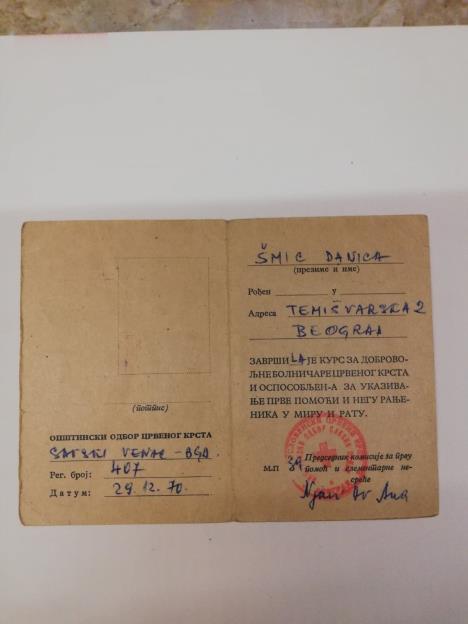 (потпис)
ОПШТИНСКИ ОДБОР ЦРВЕНОГ КРСТА
SAVSKI VENAC - BGD.
Рег. број: 407
Датум: 29.12.70.
ŠMIC DANICA
(презиме и име)
Рођен у
Адреса TEMIŠVARSKA 2
BEOGRAD
ЗАВРШИLA ЈЕ КУРС ЗА ДОБРОВО-
ЉНЕ БОЛНИЧАРЕ ЦРВЕНОГ КРСТА
И ОСПОСОБЉЕН-А ЗА УКАЗИВА-
ЊЕ ПРВЕ ПОМОЋИ И НЕГУ РАЊЕ-
НИКА У МИРУ И РАТУ.
М.П. Председник комисије за прву
помоћ и елементарне не-
среће